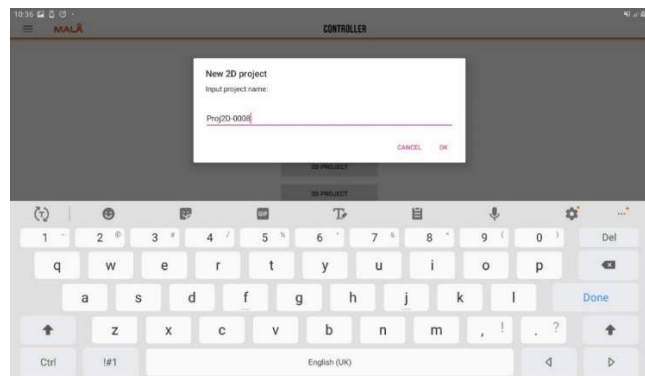 10:36
MALÅ
CONTROLLER
New 2D project
Input project name:
Proj2D-0008
CANCEL OK
2D PROJECT
3D PROJECT
GIF
1 2 @ 3 # 4 / 5 % 6 ^ 7 & 8 * 9 ( 0 ) Del
q w e r t y u i o p
a s d f g h j k l Done
z x c v b n m , ! . ?
Ctrl !#1 English (UK)